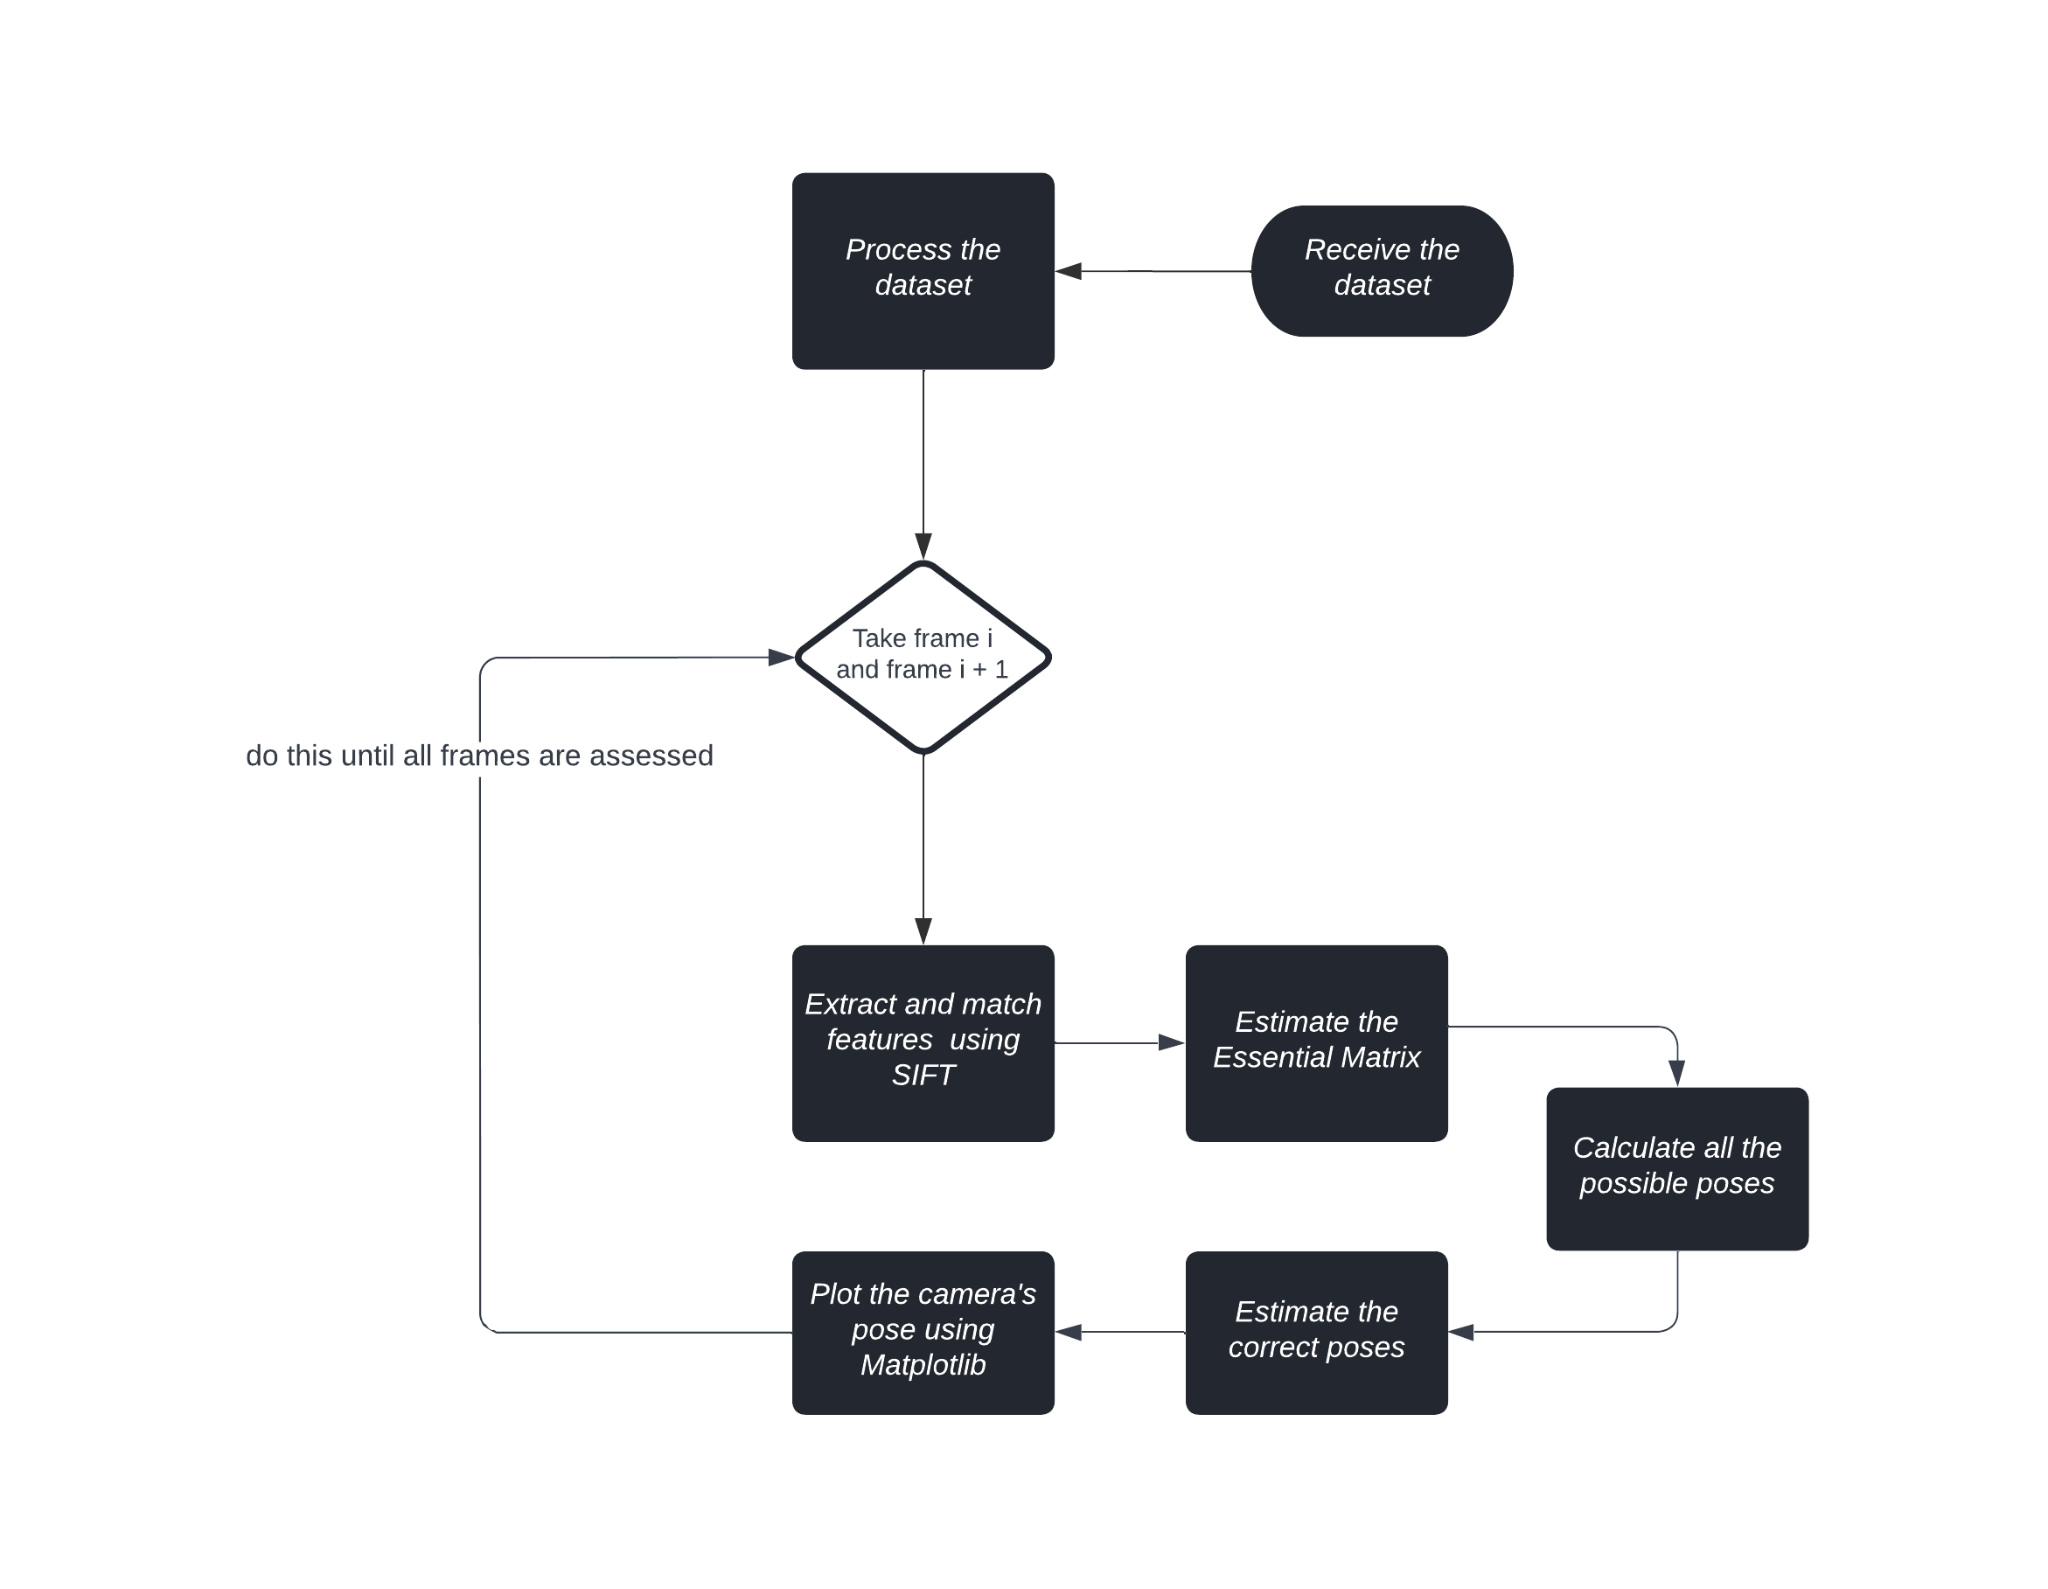 Process the
dataset
Receive the
dataset
Take frame i
and frame i + 1
do this until all frames are assessed
Extract and match
features  using
SIFT
Estimate the
Essential Matrix
Calculate all the
possible poses
Plot the camera's
pose using
Matplotlib
Estimate the
correct poses